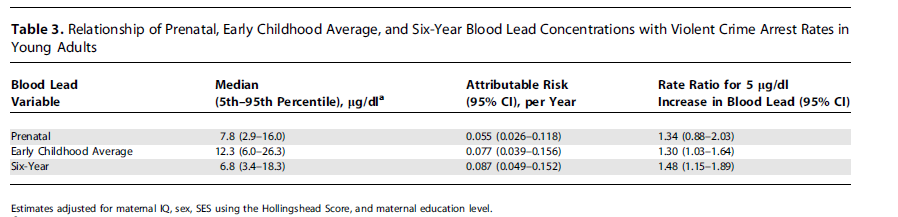 Table 3. Relationship of Prenatal, Early Childhood Average, and Six-Year Blood Lead Concentrations with Violent Crime Arrest Rates in
Young Adults
Blood Lead Median Attributable Risk Rate Ratio for 5 μg/dl
Variable (5th–95th Percentile), μg/dlᵃ (95% CI), per Year Increase in Blood Lead (95% CI)
Prenatal 7.8 (2.9–16.0) 0.055 (0.026–0.118) 1.34 (0.88–2.03)
Early Childhood Average 12.3 (6.0–26.3) 0.077 (0.039–0.156) 1.30 (1.03–1.64)
Six-Year 6.8 (3.4–18.3) 0.087 (0.049–0.152) 1.48 (1.15–1.89)
Estimates adjusted for maternal IQ, sex, SES using the Hollingshead Score, and maternal education level.